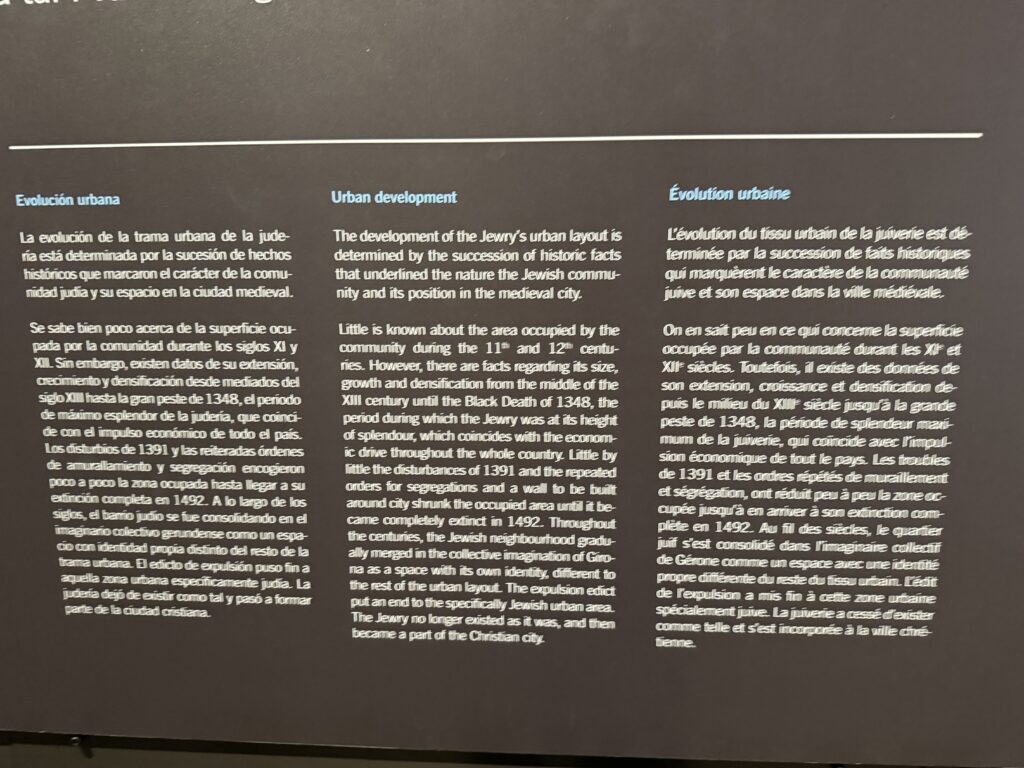 Evolución urbana
La evolución de la trama urbana de la jude-
ría está determinada por la sucesión de hechos
históricos que marcaron el carácter de la comu-
nidad judía y su espacio en la ciudad medieval.
Se sabe bien poco acerca de la superficie ocu-
pada por la comunidad durante los siglos XI y
XII. Sin embargo, existen datos de su extensión,
crecimiento y densificación desde mediados del
siglo XIII hasta la gran peste de 1348, el periodo
de máximo esplendor de la judería, que coinci-
de con el impulso económico de todo el país.
Los disturbios de 1391 y las reiteradas órdenes
de amurallamiento y segregación encogieron
poco a poco la zona ocupada hasta llegar a su
extinción completa en 1492. A lo largo de los
siglos, el barrio judío se fue consolidando en el
imaginario colectivo gerundense como un espa-
cio con identidad propia distinto del resto de la
trama urbana. El edicto de expulsión puso fin a
aquella zona urbana específicamente judía. La
judería dejó de existir como tal y pasó a formar
parte de la ciudad cristiana.
Urban development
The development of the Jewry's urban layout is
determined by the succession of historic facts
that underlined the nature the Jewish commu-
nity and its position in the medieval city.
Little is known about the area occupied by the
community during the 11th and 12th centu-
ries. However, there are facts regarding its size,
growth and densification from the middle of the
XIII century until the Black Death of 1348, the
period during which the Jewry was at its height
of splendour, which coincides with the econom-
ic drive throughout the whole country. Little by
little the disturbances of 1391 and the repeated
orders for segregations and a wall to be built
around city shrunk the occupied area until it be-
came completely extinct in 1492. Throughout
the centuries, the Jewish neighbourhood gradu-
ally merged in the collective imagination of Giro-
na as a space with its own identity, different to
the rest of the urban layout. The expulsion edict
put an end to the specifically Jewish urban area.
The Jewry no longer existed as it was, and then
became a part of the Christian city.
Évolution urbaine
L'évolution du tissu urbain de la juiverie est dé-
terminée par la succession de faits historiques
qui marquèrent le caractère de la communauté
juive et son espace dans la ville médiévale.
On en sait peu en ce qui concerne la superficie
occupée par la communauté durant les XIe et
XIIe siècles. Toutefois, il existe des données de
son extension, croissance et densification de-
puis le milieu du XIIIe siècle jusqu'à la grande
peste de 1348, la période de splendeur maxi-
mum de la juiverie, qui coïncide avec l'impul-
sion économique de tout le pays. Les troubles
de 1391 et les ordres répétés de muraillement
et ségrégation, ont réduit peu à peu la zone oc-
cupée jusqu'à en arriver à son extinction com-
plète en 1492. Au fil des siècles, le quartier
juif s'est consolidé dans l'imaginaire collectif
de Gérone comme un espace avec une identité
propre différente du reste du tissu urbain. L'édit
de l'expulsion a mis fin à cette zone urbaine
spécialement juive. La juiverie a cessé d'exister
comme telle et s'est incorporée à la ville chré-
tienne.